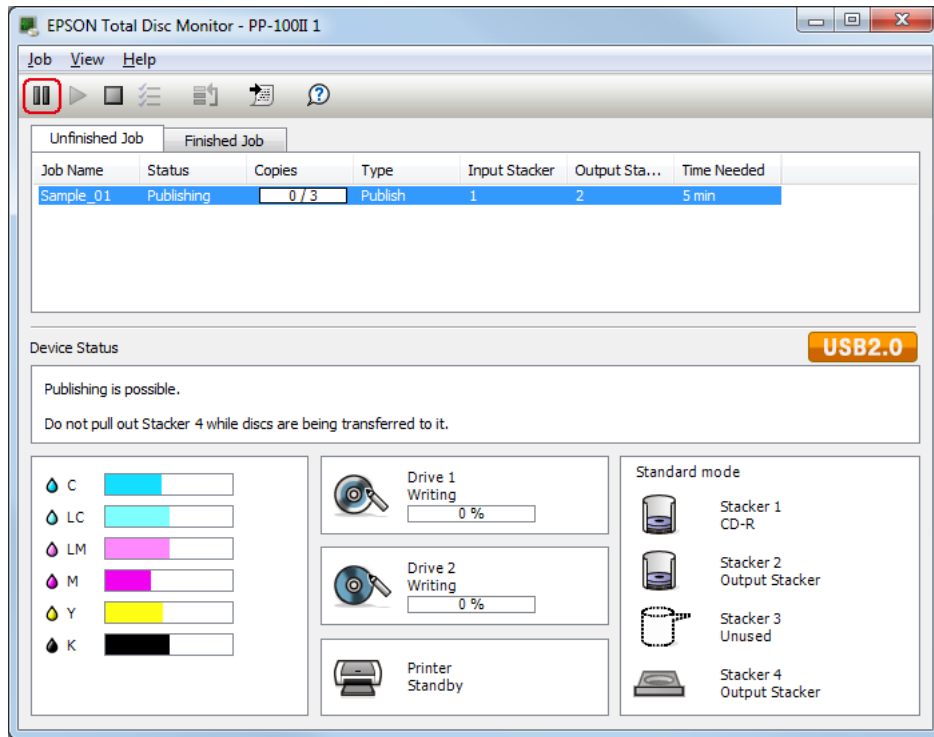 EPSON Total Disc Monitor - PP-100II 1
Job View Help
Unfinished Job Finished Job
Job Name Status Copies Type Input Stacker Output Sta... Time Needed
Sample_01 Publishing 0 / 3 Publish 1 2 5 min
Device Status
USB2.0
Publishing is possible.
Do not pull out Stacker 4 while discs are being transferred to it.
C
LC
LM
M
Y
K
Drive 1
Writing
0 %
Drive 2
Writing
0 %
Printer
Standby
Standard mode
Stacker 1
CD-R
Stacker 2
Output Stacker
Stacker 3
Unused
Stacker 4
Output Stacker